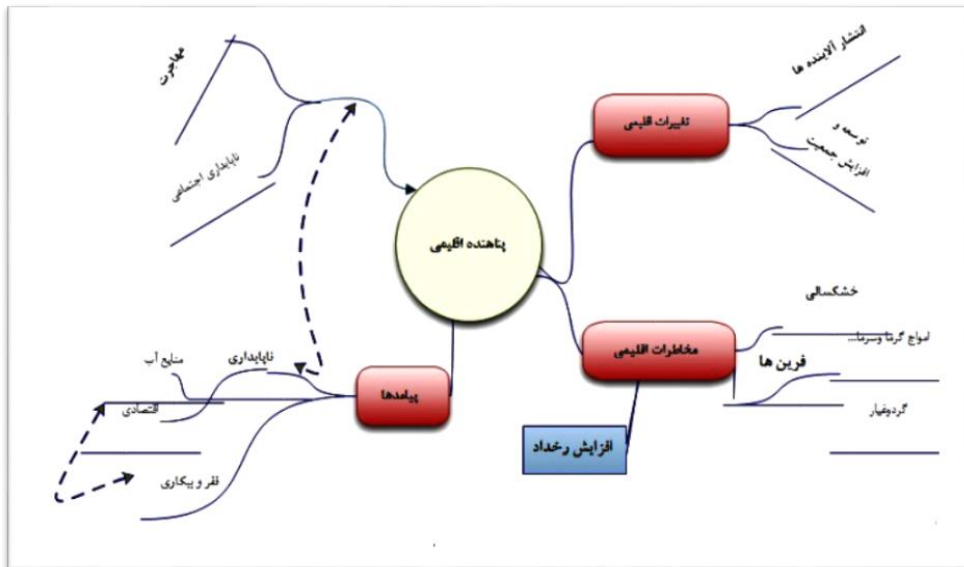 انتشار آلاینده ها
تغییرات اقلیمی
توسعه و
افزایش جمعیت
مهاجرت
ناپایداری اجتماعی
پناهنده اقلیمی
خشکسالی
امواج گرما وسرما...
مخاطرات اقلیمی
فرین ها
گردوغبار
افزایش رخداد
پیامدها
ناپایداری
منابع آب
اقتصادی
فقر و بیکاری